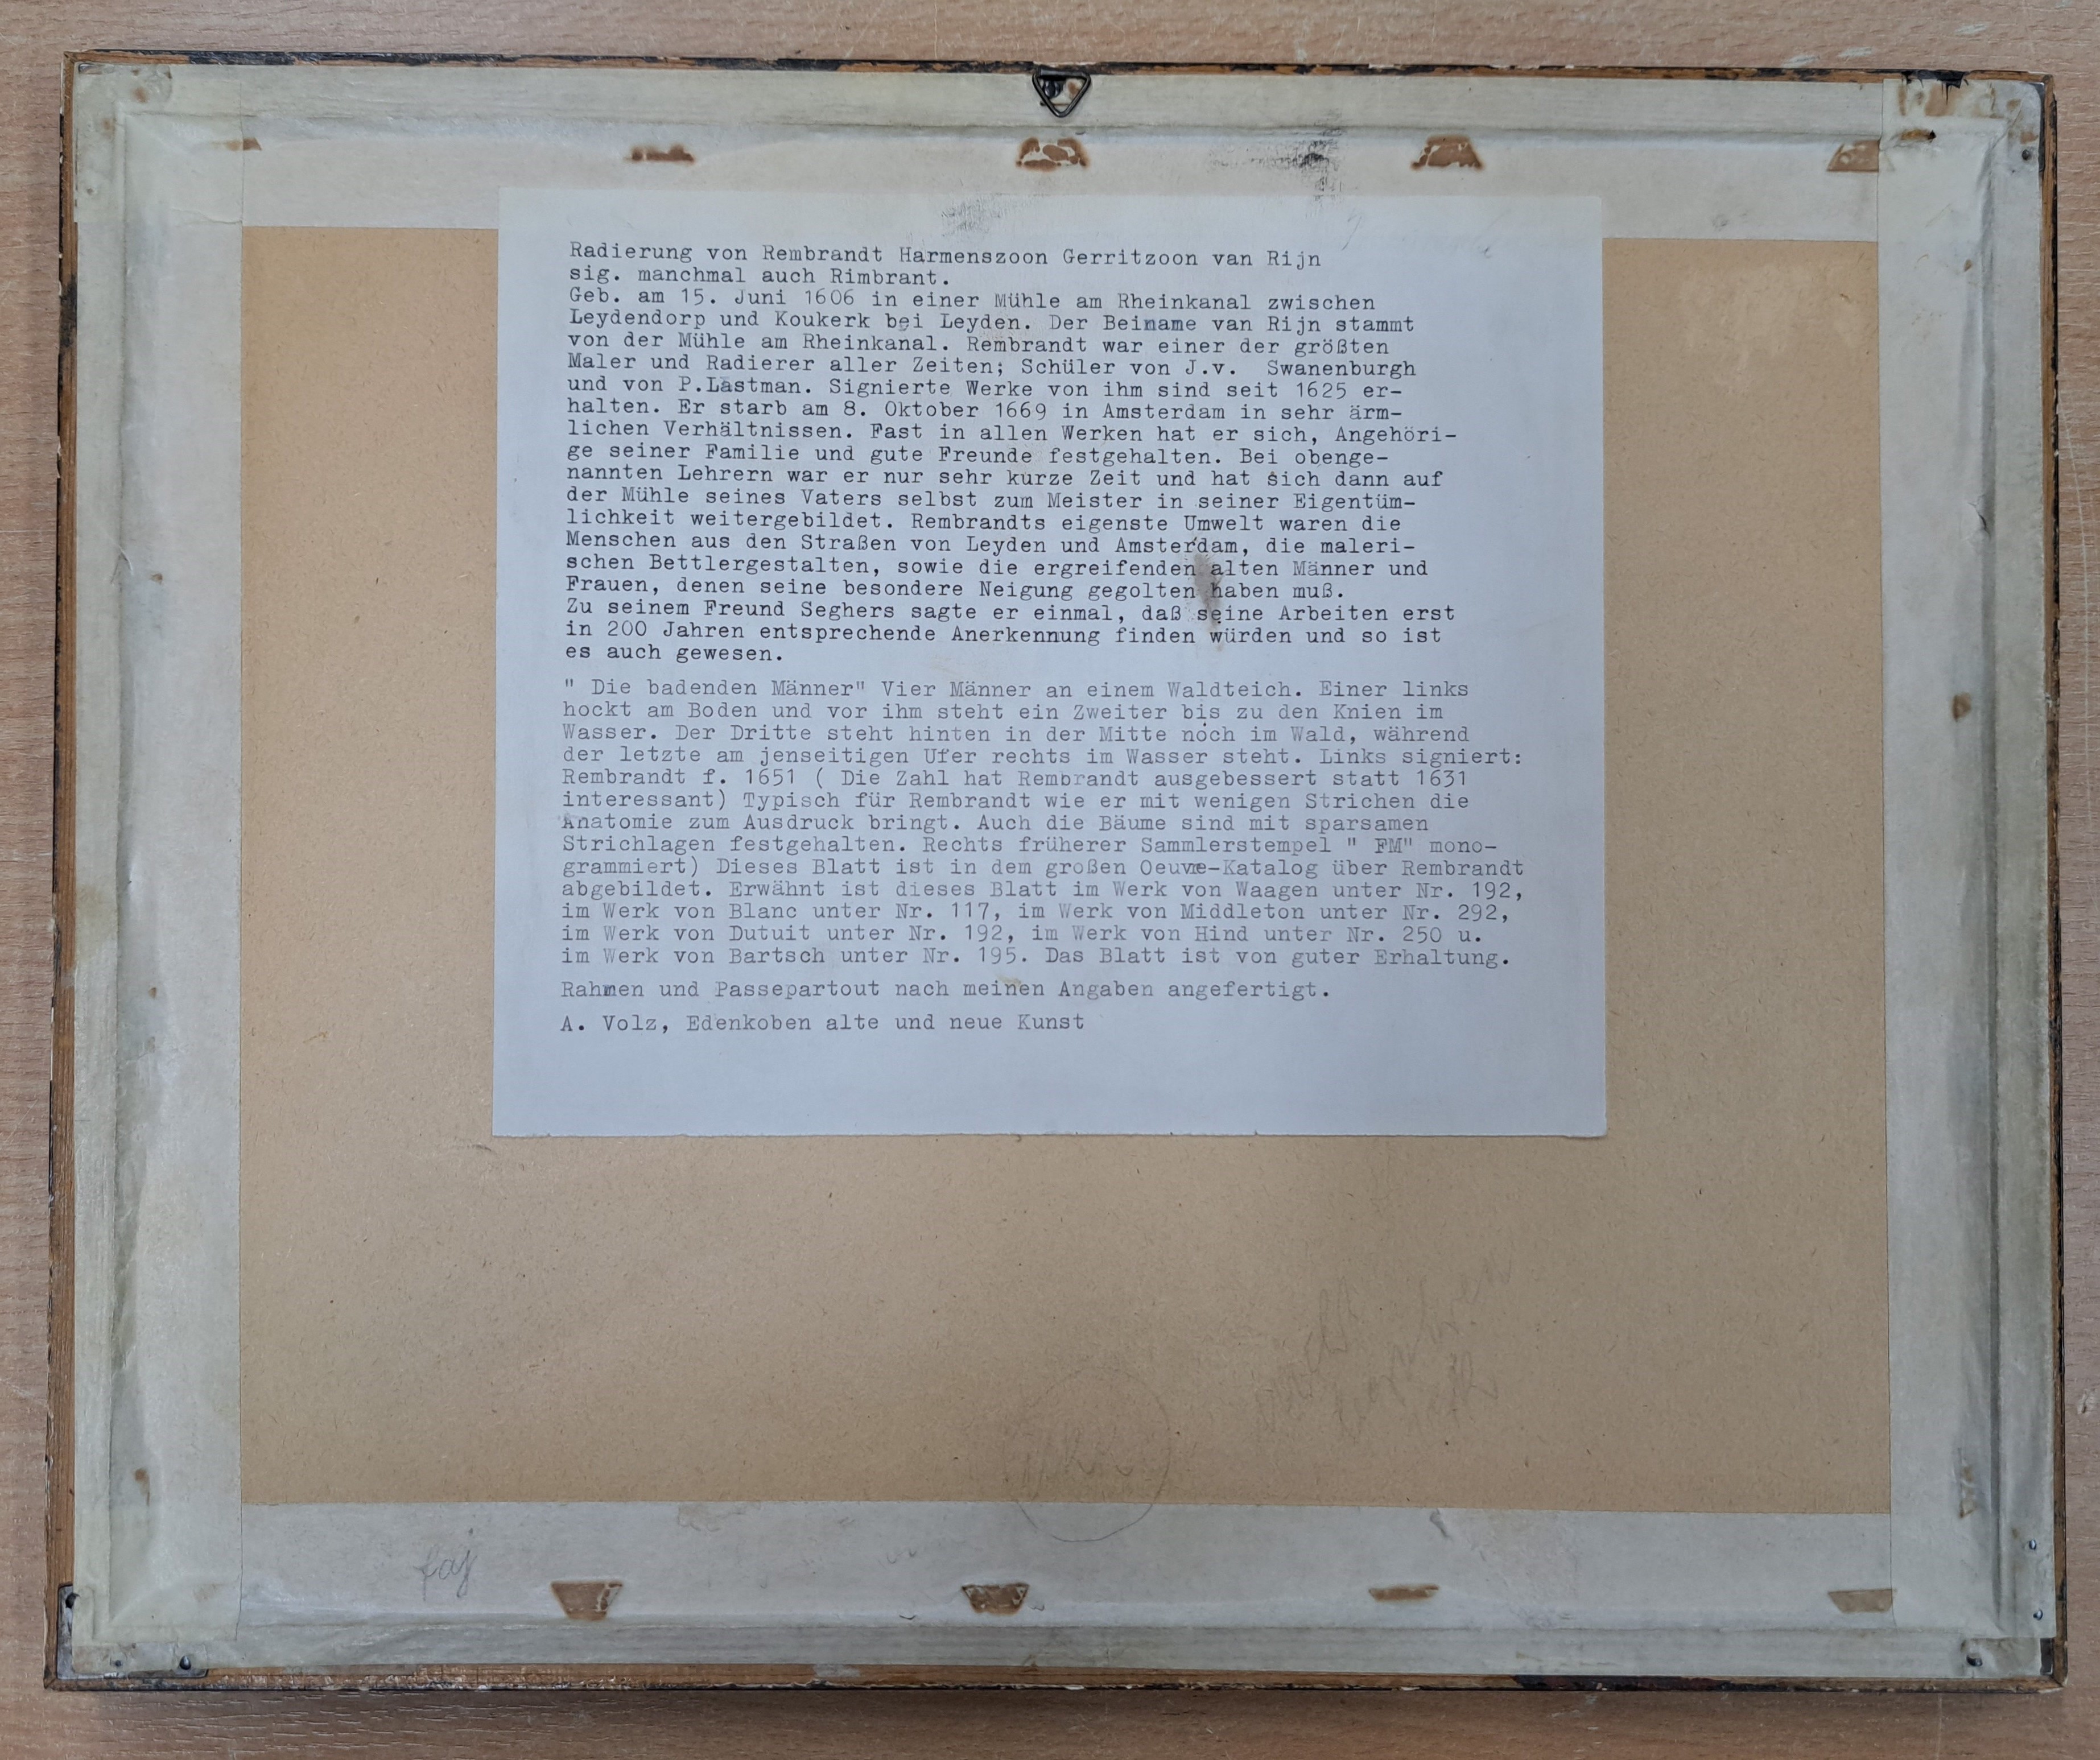 Radierung von Rembrandt Harmenszoon Gerritzoon van Rijn
sig. manchmal auch Rimbrant.
Geb. am 15. Juni 1606 in einer Mühle am Rheinkanal zwischen
Leydendorp und Koukerk bei Leyden. Der Beiname van Rijn stammt
von der Mühle am Rheinkanal. Rembrandt war einer der größten
Maler und Radierer aller Zeiten; Schüler von J.v. Swanenburgh
und von P.Lastman. Signierte Werke von ihm sind seit 1625 er-
halten. Er starb am 8. Oktober 1669 in Amsterdam in sehr ärm-
lichen Verhältnissen. Fast in allen Werken hat er sich, Angehöri-
ge seiner Familie und gute Freunde festgehalten. Bei obenge-
nannten Lehrern war er nur sehr kurze Zeit und hat sich dann auf
der Mühle seines Vaters selbst zum Meister in seiner Eigentüm-
lichkeit weitergebildet. Rembrandts eigenste Umwelt waren die
Menschen aus den Straßen von Leyden und Amsterdam, die maleri-
schen Bettlergestalten, sowie die ergreifenden alten Männer und
Frauen, denen seine besondere Neigung gegolten haben muß.
Zu seinem Freund Seghers sagte er einmal, daß seine Arbeiten erst
in 200 Jahren entsprechende Anerkennung finden würden und so ist
es auch gewesen.
" Die badenden Männer" Vier Männer an einem Waldteich. Einer links
hockt am Boden und vor ihm steht ein Zweiter bis zu den Knien im
Wasser. Der Dritte steht hinten in der Mitte noch im Wald, während
der letzte am jenseitigen Ufer rechts im Wasser steht. Links signiert:
Rembrandt f. 1651 ( Die Zahl hat Rembrandt ausgebessert statt 1631
interessant) Typisch für Rembrandt wie er mit wenigen Strichen die
Anatomie zum Ausdruck bringt. Auch die Bäume sind mit sparsamen
Strichlagen festgehalten. Rechts früherer Sammlerstempel " FM" mono-
grammiert) Dieses Blatt ist in dem großen Oeuvre-Katalog über Rembrandt
abgebildet. Erwähnt ist dieses Blatt im Werk von Waagen unter Nr. 192,
im Werk von Blanc unter Nr. 117, im Werk von Middleton unter Nr. 292,
im Werk von Dutuit unter Nr. 192, im Werk von Hind unter Nr. 250 u.
im Werk von Bartsch unter Nr. 195. Das Blatt ist von guter Erhaltung.
Rahmen und Passepartout nach meinen Angaben angefertigt.
A. Volz, Edenkoben alte und neue Kunst